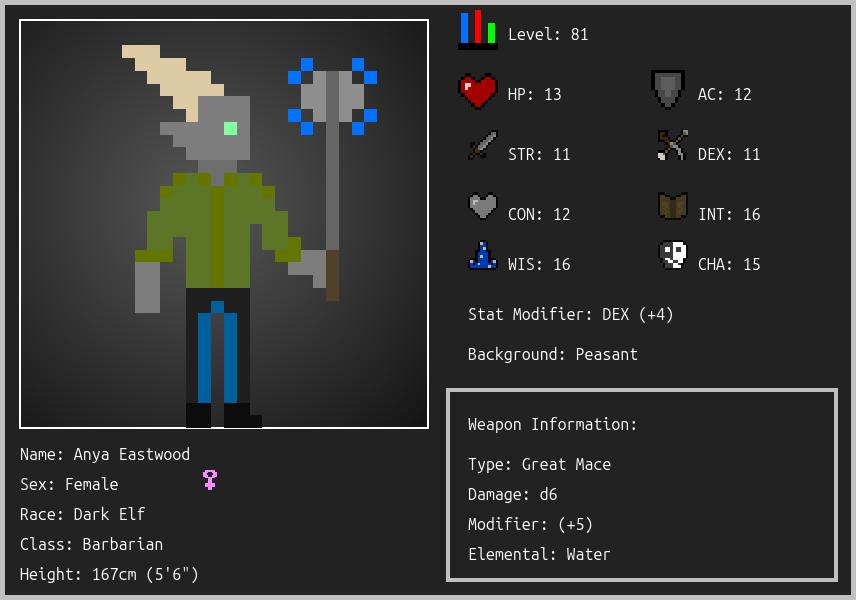 Level: 81
HP: 13
AC: 12
STR: 11
DEX: 11
CON: 12
INT: 16
WIS: 16
CHA: 15
Stat Modifier: DEX (+4)
Background: Peasant
Weapon Information:
Type: Great Mace
Damage: d6
Modifier: (+5)
Elemental: Water
Name: Anya Eastwood
Sex: Female
Race: Dark Elf
Class: Barbarian
Height: 167cm (5'6")